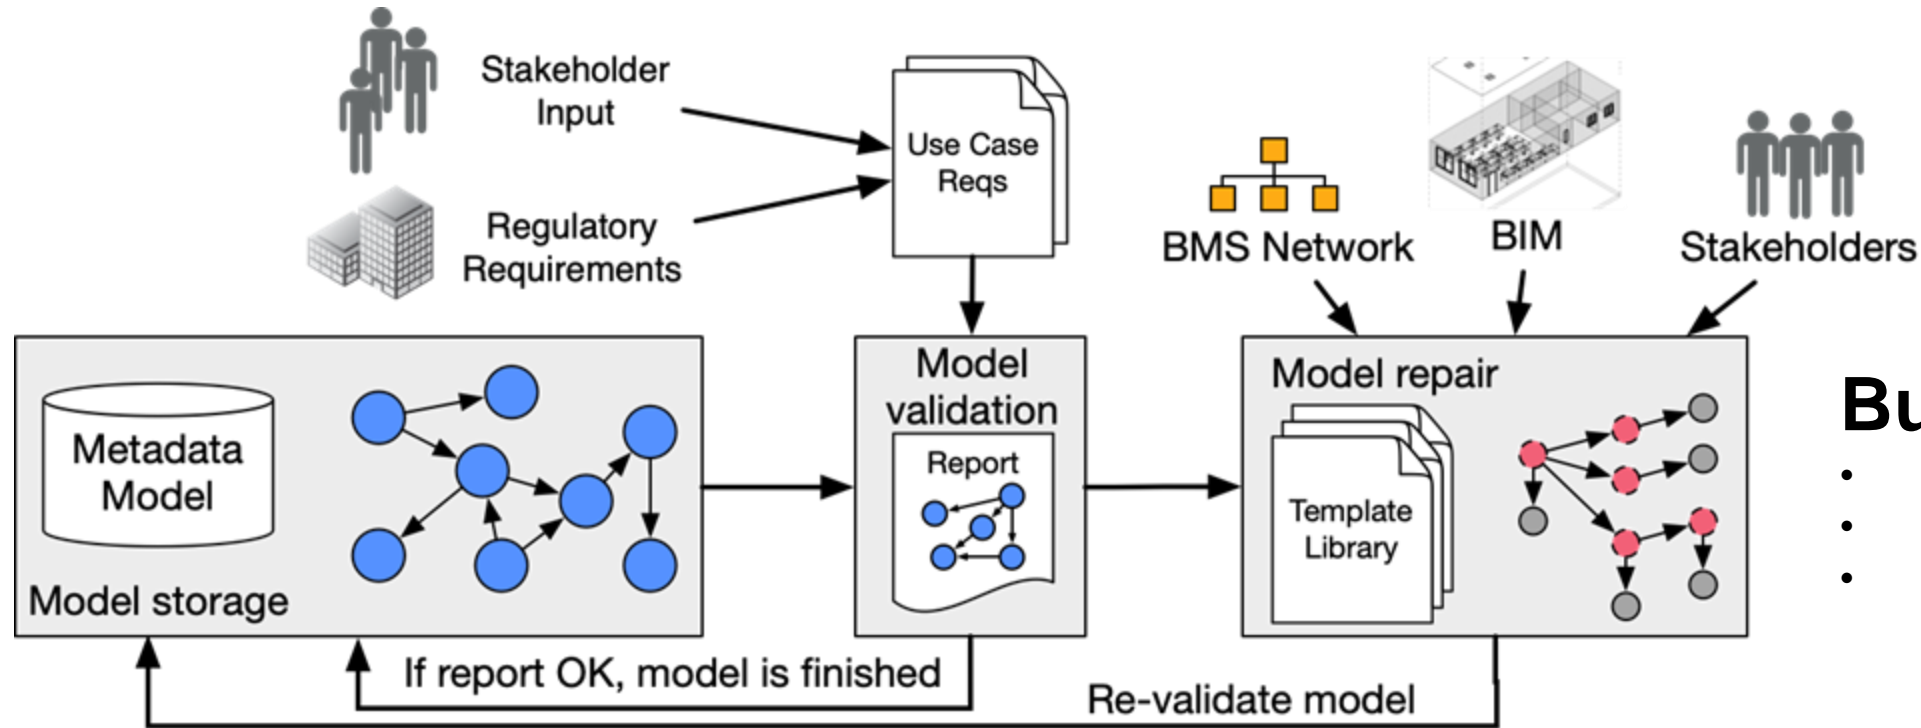 Stakeholder
Input
Regulatory
Requirements
Use Case
Reqs
BMS Network
BIM
Stakeholders
Metadata
Model
Model storage
Model
validation
Report
Model repair
Template
Library
If report OK, model is finished
Re-validate model